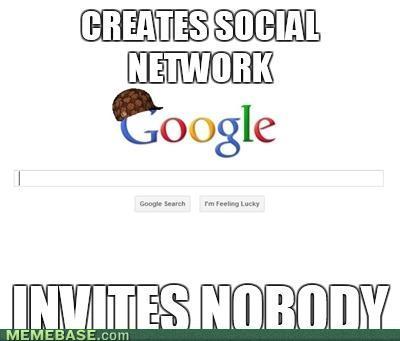 CREATES SOCIAL
NETWORK
Google
Google Search I'm Feeling Lucky
INVITES NOBODY
MEMEBASE.com